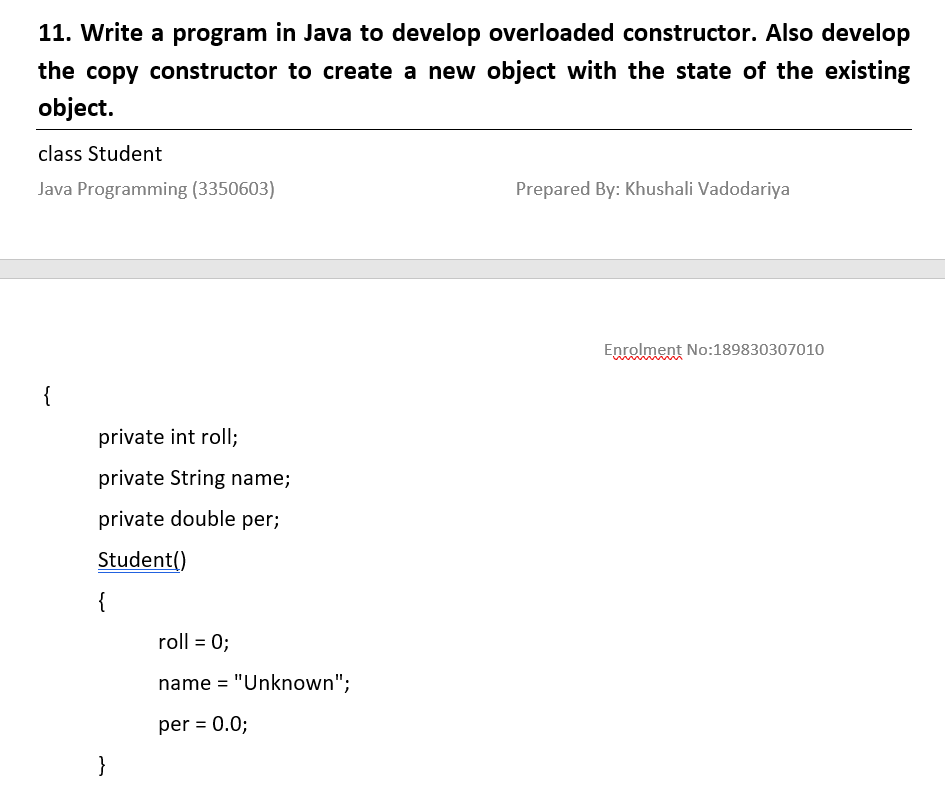 11. Write a program in Java to develop overloaded constructor. Also develop
the copy constructor to create a new object with the state of the existing
object.
class Student
Java Programming (3350603) Prepared By: Khushali Vadodariya
Enrolment No:189830307010
{
private int roll;
private String name;
private double per;
Student()
{
roll = 0;
name = "Unknown";
per = 0.0;
}